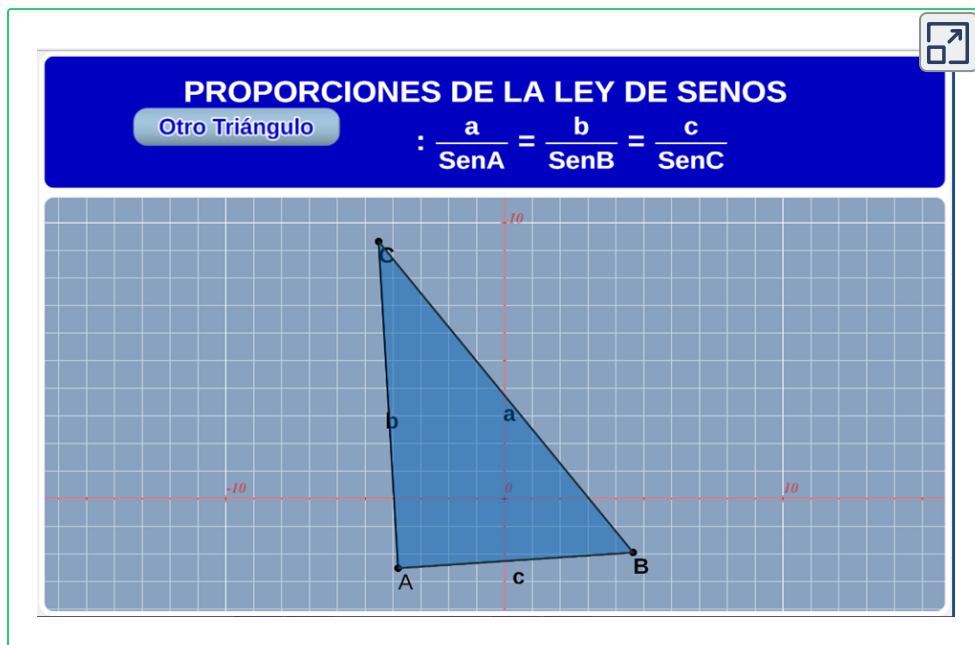 PROPORCIONES DE LA LEY DE SENOS
Otro Triángulo
: a/SenA = b/SenB = c/SenC
10
C
b
a
-10
0
10
A
c
B